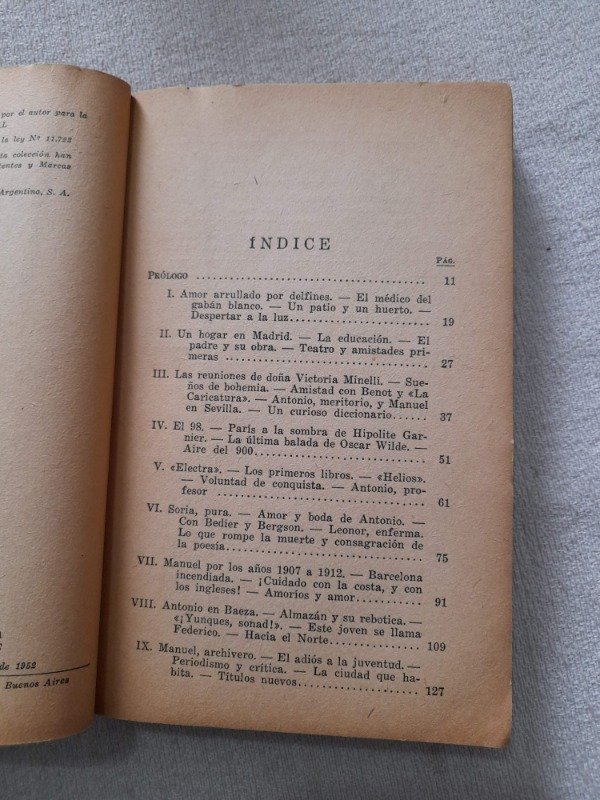 por el autor para la
L
la ley Nº 11.723
ta colección han
tentes y Marcas
Argentino, S. A.
A
E
de 1952
Buenos Aires
ÍNDICE
PÁG.
PRÓLOGO ........................................ 11
I. Amor arrullado por delfines. — El médico del
gabán blanco. — Un patio y un huerto. —
Despertar a la luz........................ 19
II. Un hogar en Madrid. — La educación. — El
padre y su obra. — Teatro y amistades pri-
meras .................................... 27
III. Las reuniones de doña Victoria Minelli. — Sue-
ños de bohemia. — Amistad con Benot y «La
Caricatura». — Antonio, meritorio, y Manuel
en Sevilla. — Un curioso diccionario...... 37
IV. El 98. — París a la sombra de Hipolite Gar-
nier. — La última balada de Oscar Wilde. —
Aire del 900.............................. 51
V. «Electra». — Los primeros libros. — «Helios».
— Voluntad de conquista. — Antonio, pro-
fesor .................................... 61
VI. Soria, pura. — Amor y boda de Antonio. —
Con Bedier y Bergson. — Leonor, enferma.
Lo que rompe la muerte y consagración de
la poesía................................. 75
VII. Manuel por los años 1907 a 1912. — Barcelona
incendiada. — ¡Cuidado con la costa, y con
los ingleses! — Amoríos y amor............ 91
VIII. Antonio en Baeza. — Almazán y su rebotica. —
«¡Yunques, sonad!». — Este joven se llama
Federico. — Hacia el Norte................ 109
IX. Manuel, archivero. — El adiós a la juventud. —
Periodismo y crítica. — La ciudad que ha-
bita. — Títulos nuevos.................... 127